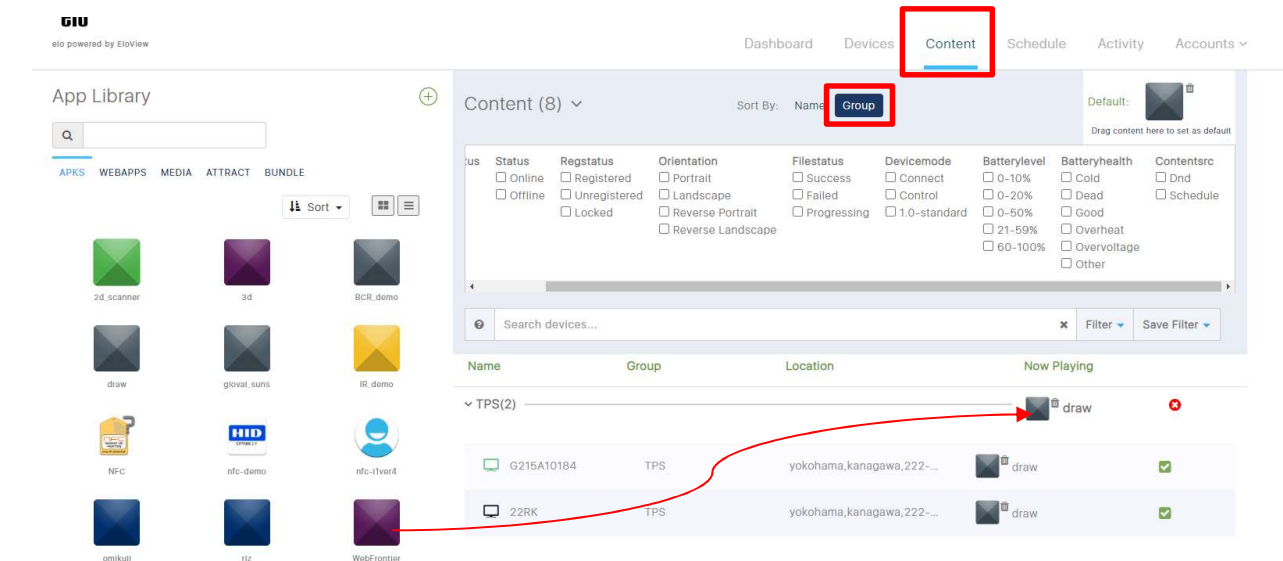 GIU
elo powered by EloView
Dashboard Devices Content Schedule Activity Accounts
App Library
APKS WEBAPPS MEDIA ATTRACT BUNDLE
Sort
2d_scanner 3d BCR_demo
draw gioval_suns IR_demo
NFC nfc-demo nfc-i1ver4
HID
omikuji riz WebFrontier
Content (8)
Sort By: Name Group
Default:
Drag content here to set as default
tus Status Regstatus Orientation Filestatus Devicemode Batterylevel Batteryhealth Contentsrc
Online Registered Portrait Success Connect 0-10% Cold Dnd
Offline Unregistered Landscape Failed Control 0-20% Dead Schedule
Locked Reverse Portrait Progressing 1.0-standard 0-50% Good
Reverse Landscape 21-59% Overheat
60-100% Overvoltage
Other
Search devices... Filter Save Filter
Name Group Location Now Playing
TPS(2) draw
G215A10184 TPS yokohama,kanagawa,222-... draw
22RK TPS yokohama,kanagawa,222-... draw